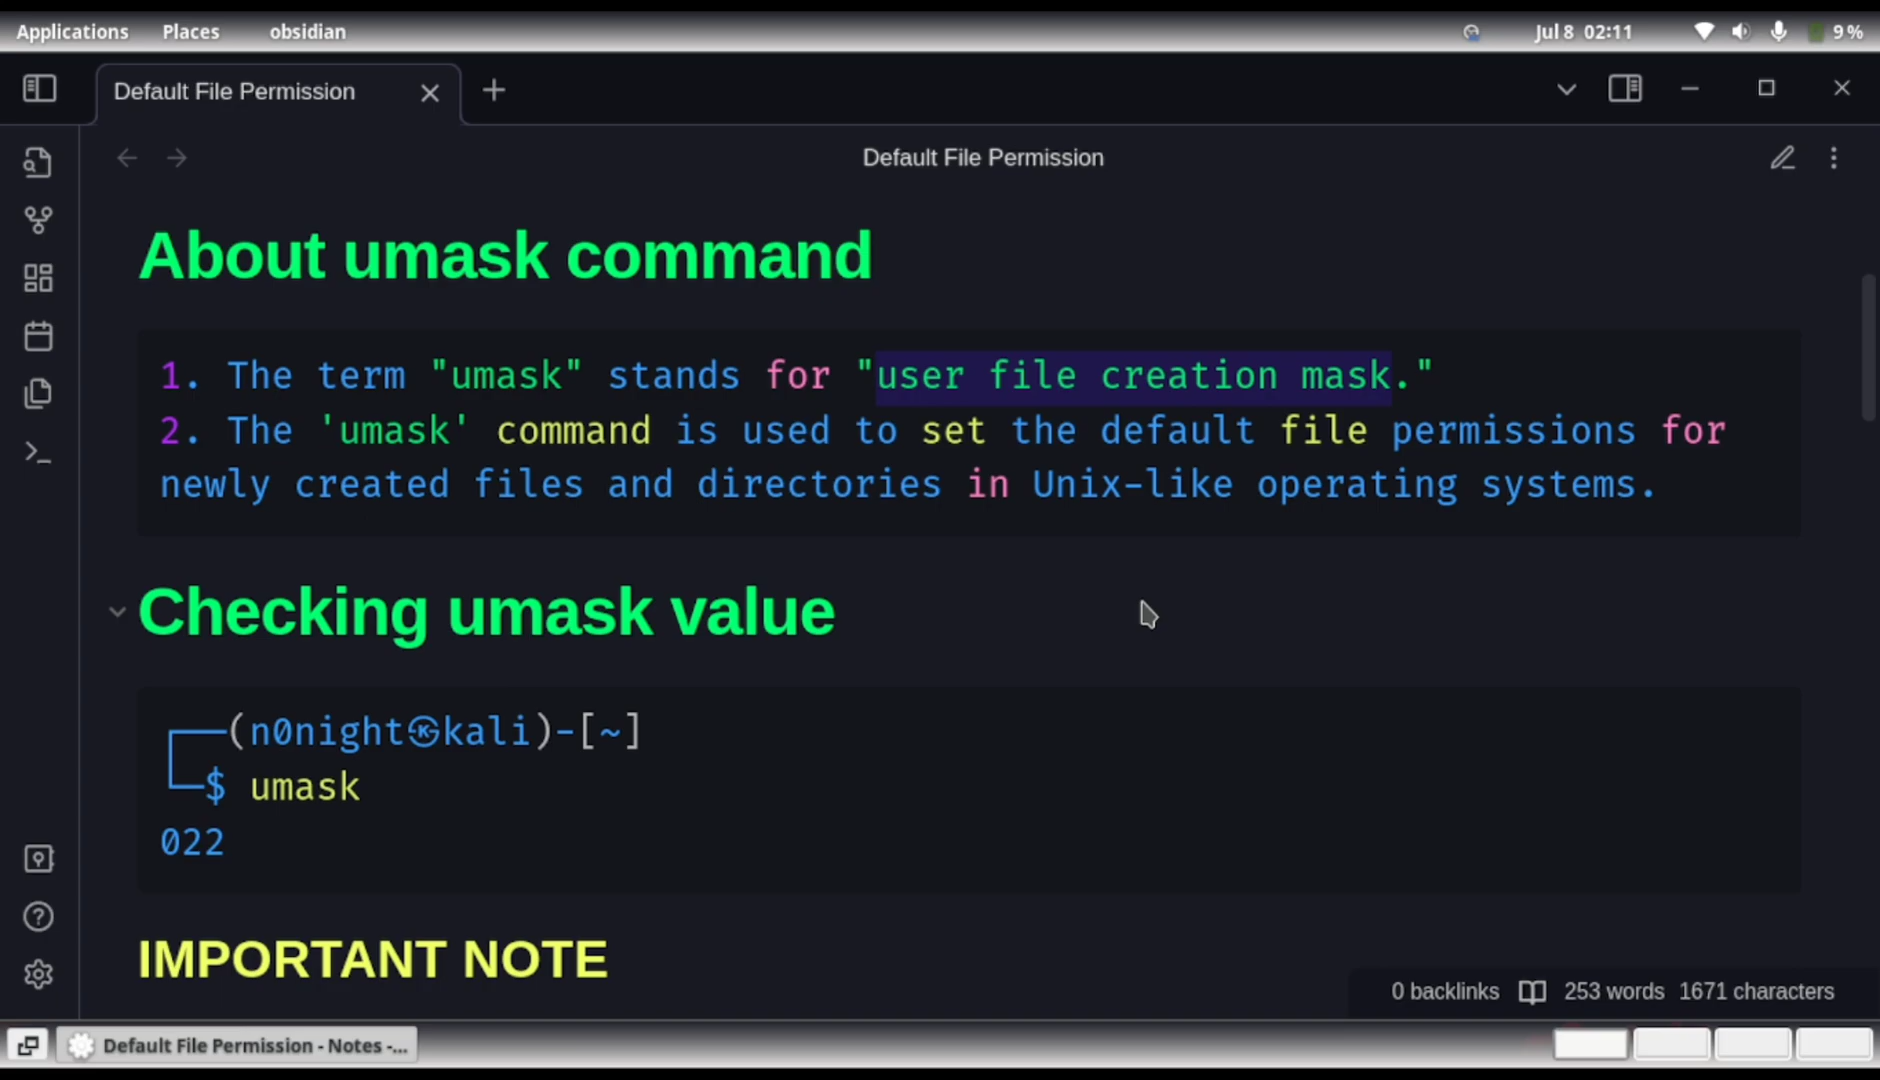 Applications Places obsidian Jul 8 02:11 9%
Default File Permission
Default File Permission
About umask command
1. The term "umask" stands for "user file creation mask."
2. The 'umask' command is used to set the default file permissions for
newly created files and directories in Unix-like operating systems.
Checking umask value
┌──(n0night㉿kali)-[~]
└─$ umask
022
IMPORTANT NOTE
0 backlinks 253 words 1671 characters
Default File Permission - Notes -...